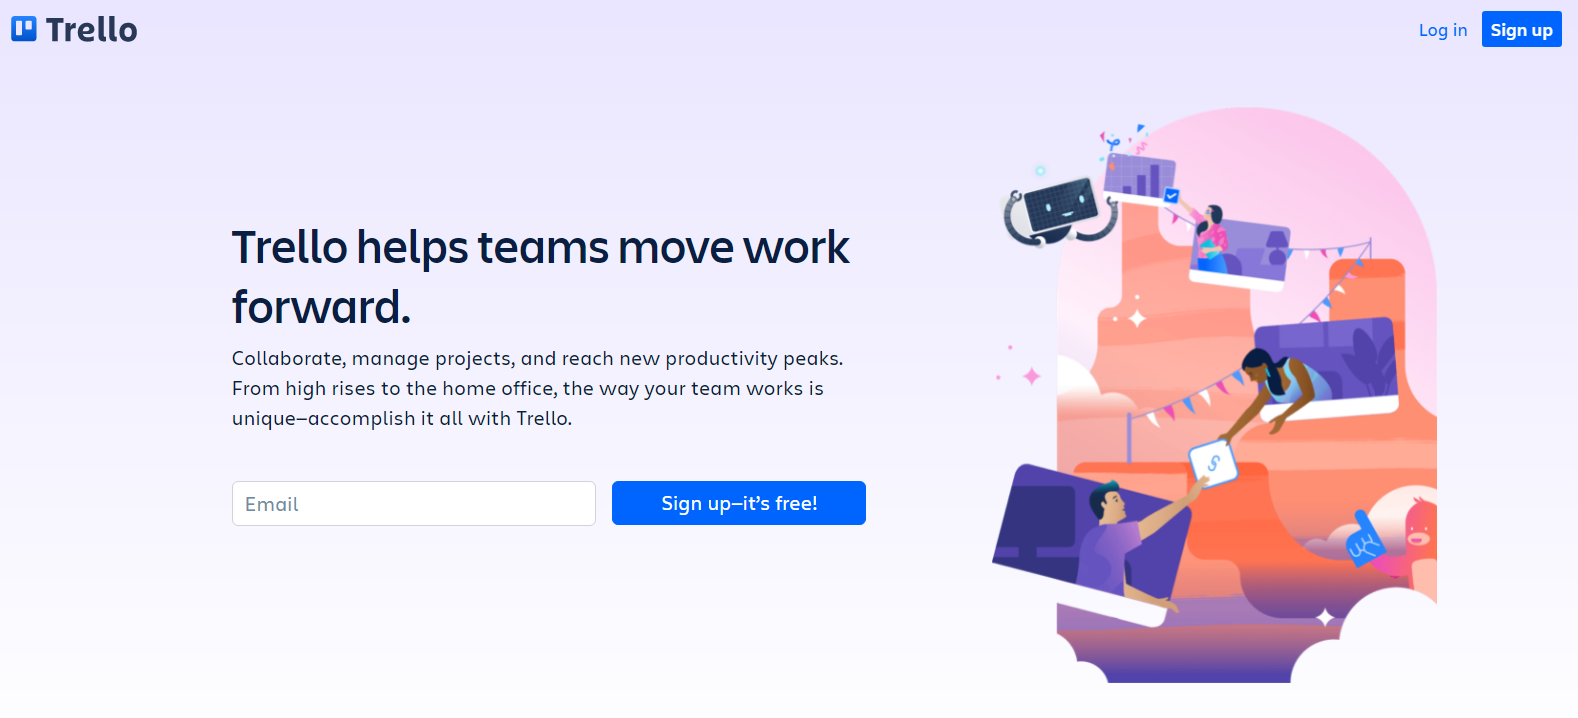 Trello
Log in
Sign up
Trello helps teams move work
forward.
Collaborate, manage projects, and reach new productivity peaks.
From high rises to the home office, the way your team works is
unique—accomplish it all with Trello.
Email
Sign up—it’s free!